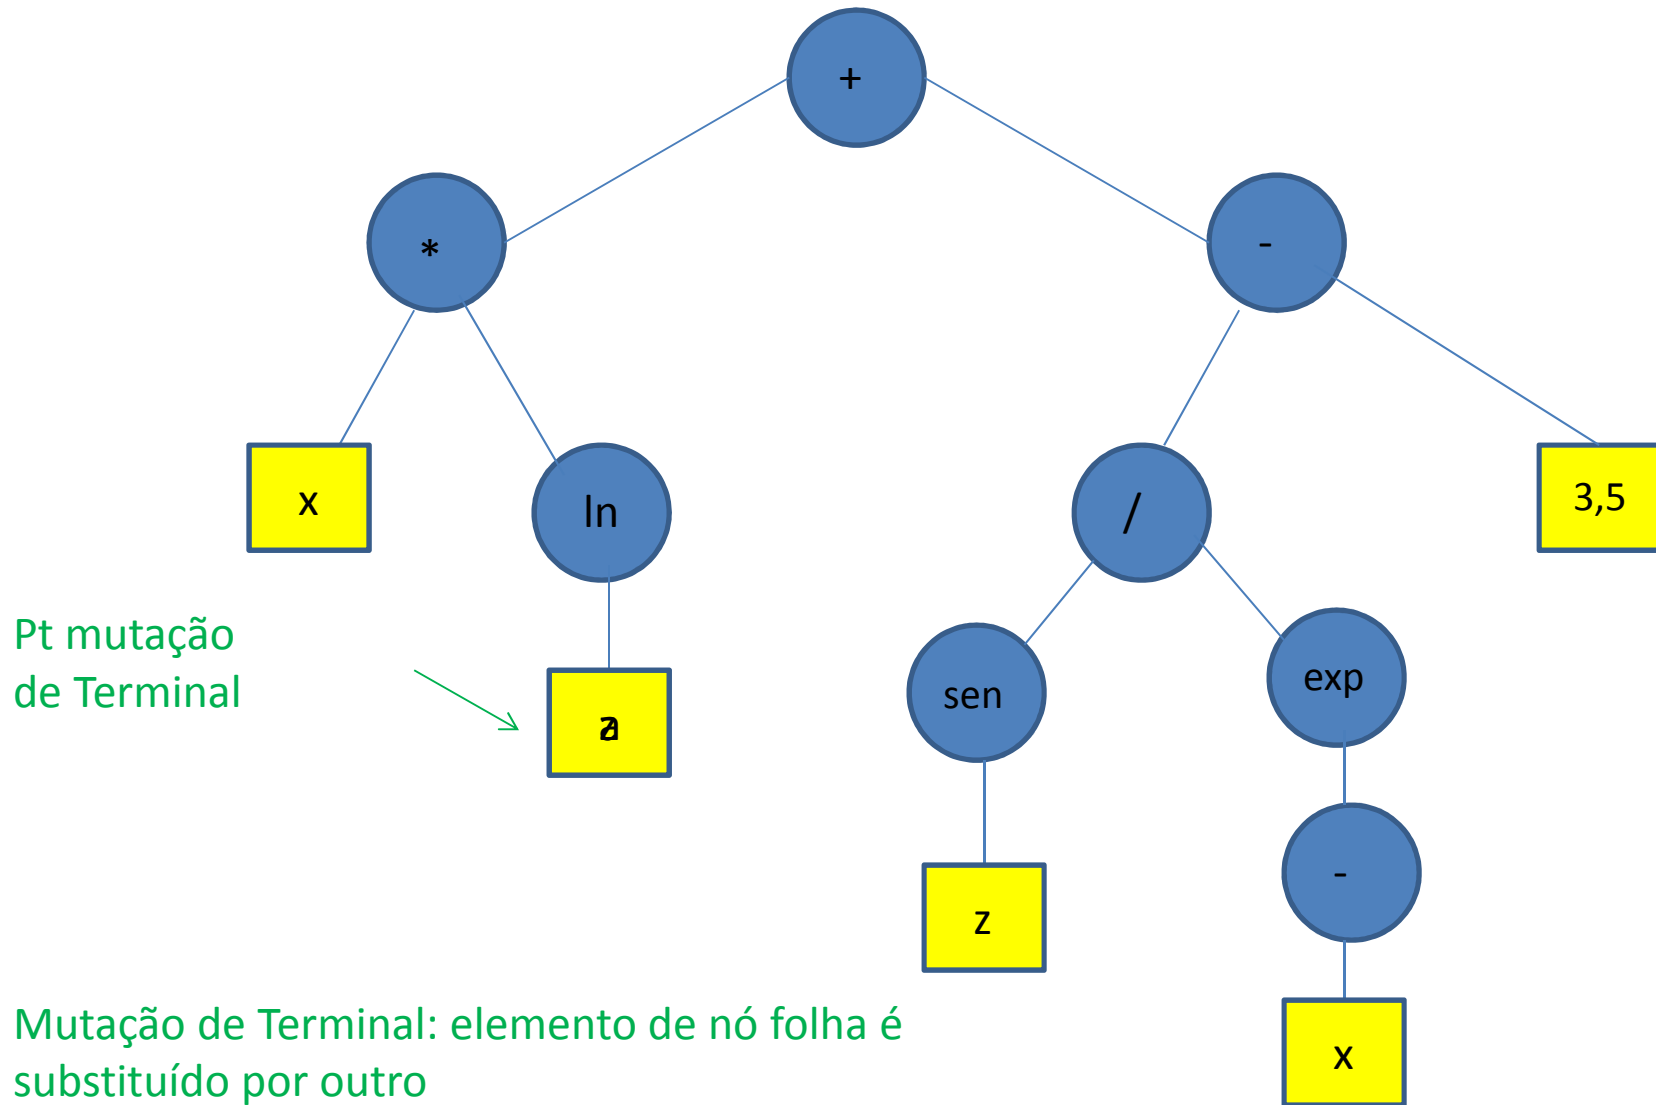 +
*
-
x
ln
/
3,5
Pt mutação
de Terminal
sen
exp
-
z
Mutação de Terminal: elemento de nó folha é
substituído por outro
x